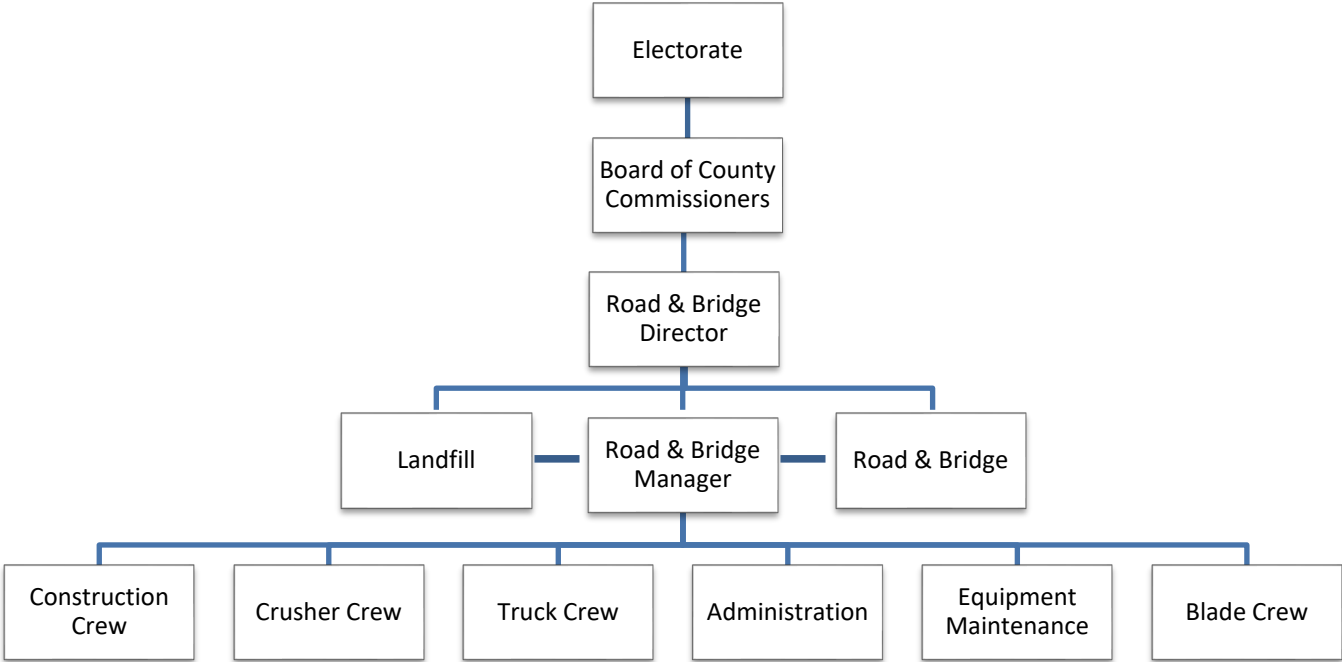 Electorate
Board of County
Commissioners
Road & Bridge
Director
Landfill
Road & Bridge
Manager
Road & Bridge
Construction
Crew
Crusher Crew
Truck Crew
Administration
Equipment
Maintenance
Blade Crew